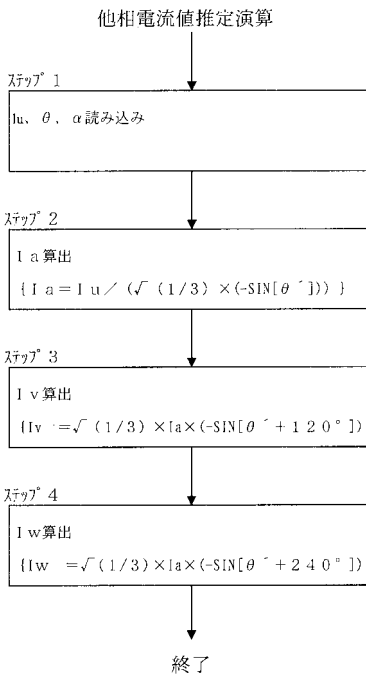 他相電流値推定演算
ステップ 1
Iu、θ、α読み込み
ステップ 2
Ia算出
{Ia=Iu／(√(1/3)×(-SIN[θ´]))}
ステップ 3
Iv算出
{Iv =√(1/3)×Ia×(-SIN[θ´+120°])
ステップ 4
Iw算出
{Iw =√(1/3)×Ia×(-SIN[θ´+240°])
終了